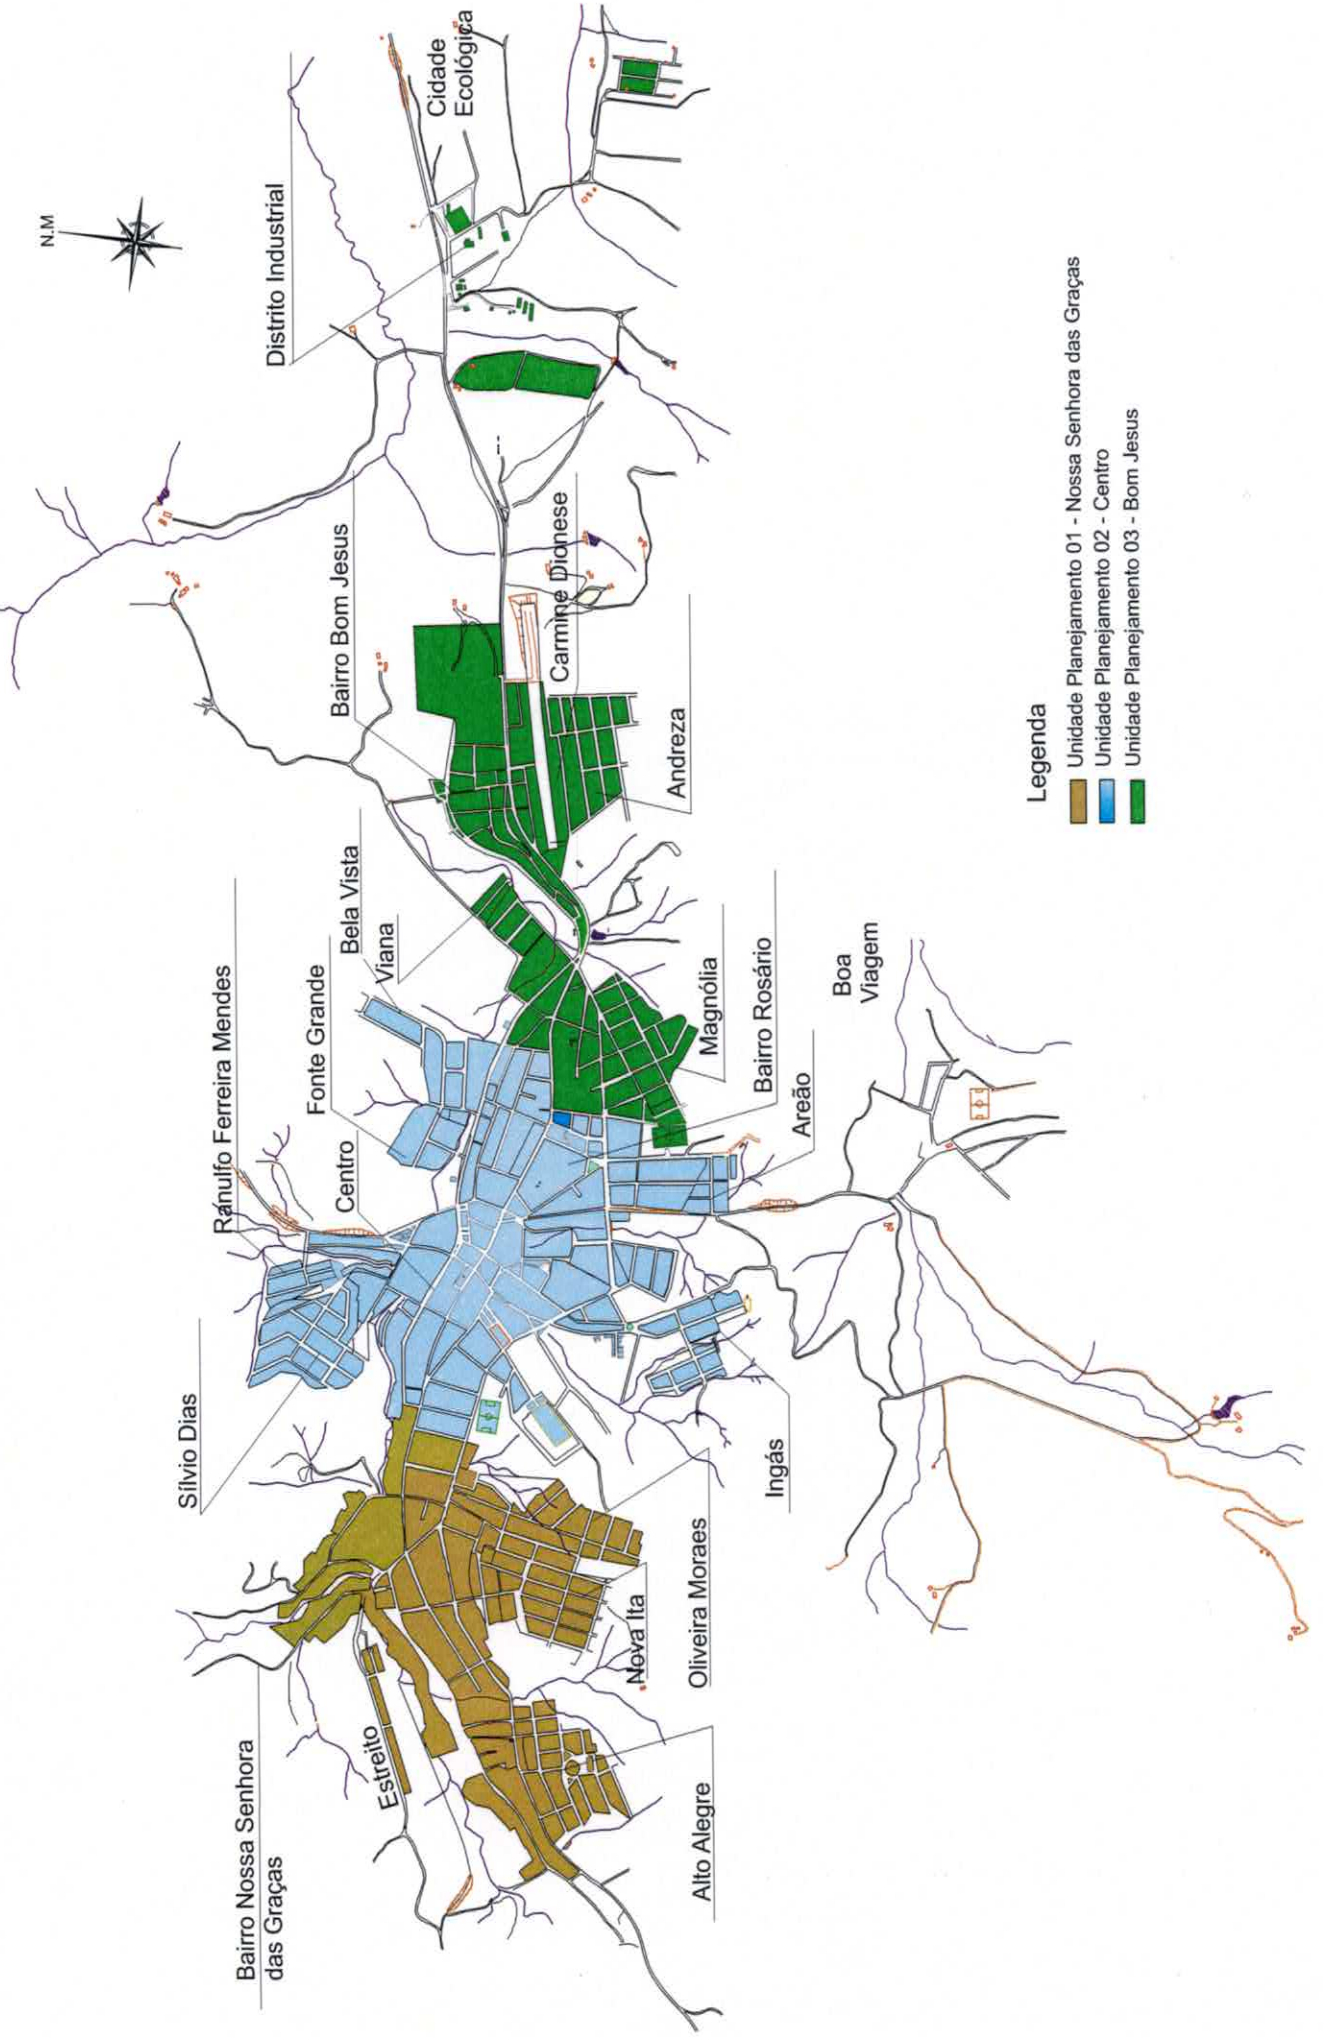 N.M
Cidade
Ecológica
Distrito Industrial
Bairro Bom Jesus
Carmine Dionese
Andreza
Bela Vista
Viana
Ranulfo Ferreira Mendes
Fonte Grande
Centro
Magnólia
Bairro Rosário
Areão
Boa
Viagem
Sílvio Dias
Ingás
Oliveira Moraes
Nova Ita
Estreito
Bairro Nossa Senhora
das Graças
Alto Alegre
Legenda
Unidade Planejamento 01 - Nossa Senhora das Graças
Unidade Planejamento 02 - Centro
Unidade Planejamento 03 - Bom Jesus